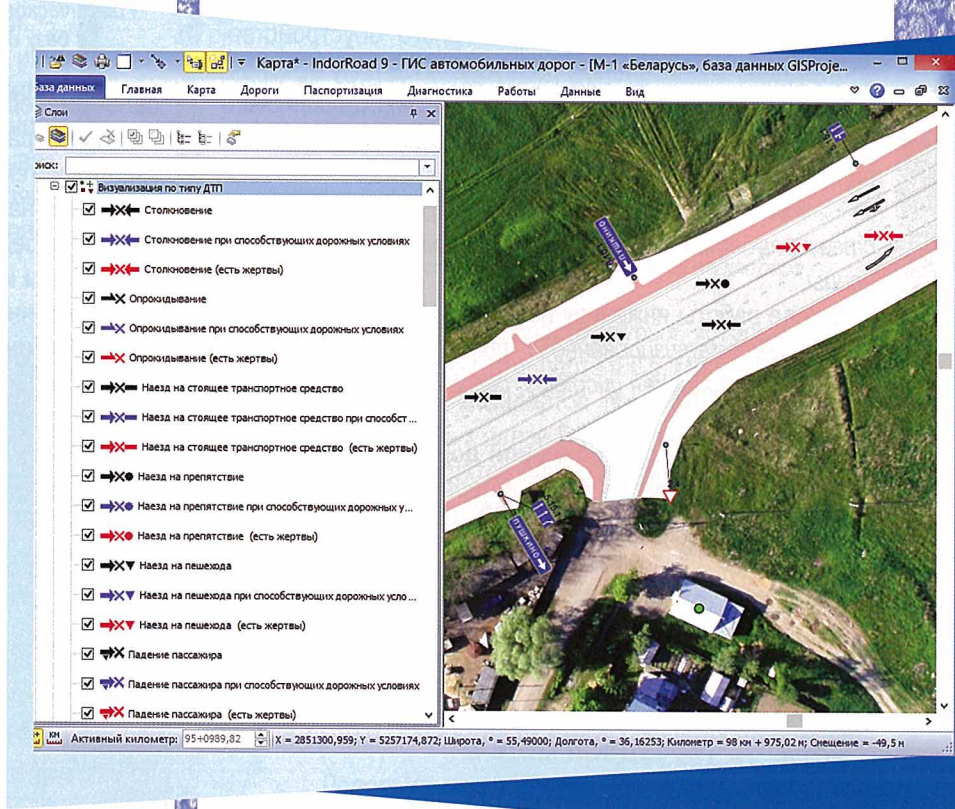 Карта* - IndorRoad 9 - ГИС автомобильных дорог - [М-1 «Беларусь», база данных GISProje...
база данных Главная Карта Дороги Паспортизация Диагностика Работы Данные Вид
Слои
Визуализация по типу ДТП
Столкновение
Столкновение при способствующих дорожных условиях
Столкновение (есть жертвы)
Опрокидывание
Опрокидывание при способствующих дорожных условиях
Опрокидывание (есть жертвы)
Наезд на стоящее транспортное средство
Наезд на стоящее транспортное средство при способст ...
Наезд на стоящее транспортное средство (есть жертвы)
Наезд на препятствие
Наезд на препятствие при способствующих дорожных у...
Наезд на препятствие (есть жертвы)
Наезд на пешехода
Наезд на пешехода при способствующих дорожных усло ...
Наезд на пешехода (есть жертвы)
Падение пассажира
Падение пассажира при способствующих дорожных условиях
Падение пассажира (есть жертвы)
ПУШКИНО
ПУШКИНО
КМ Активный километр: 95+0989,82 X = 2851300,959; Y = 5257174,872; Широта, ° = 55,49000; Долгота, ° = 36,16253; Километр = 98 км + 975,02 м; Смещение = -49,5 м